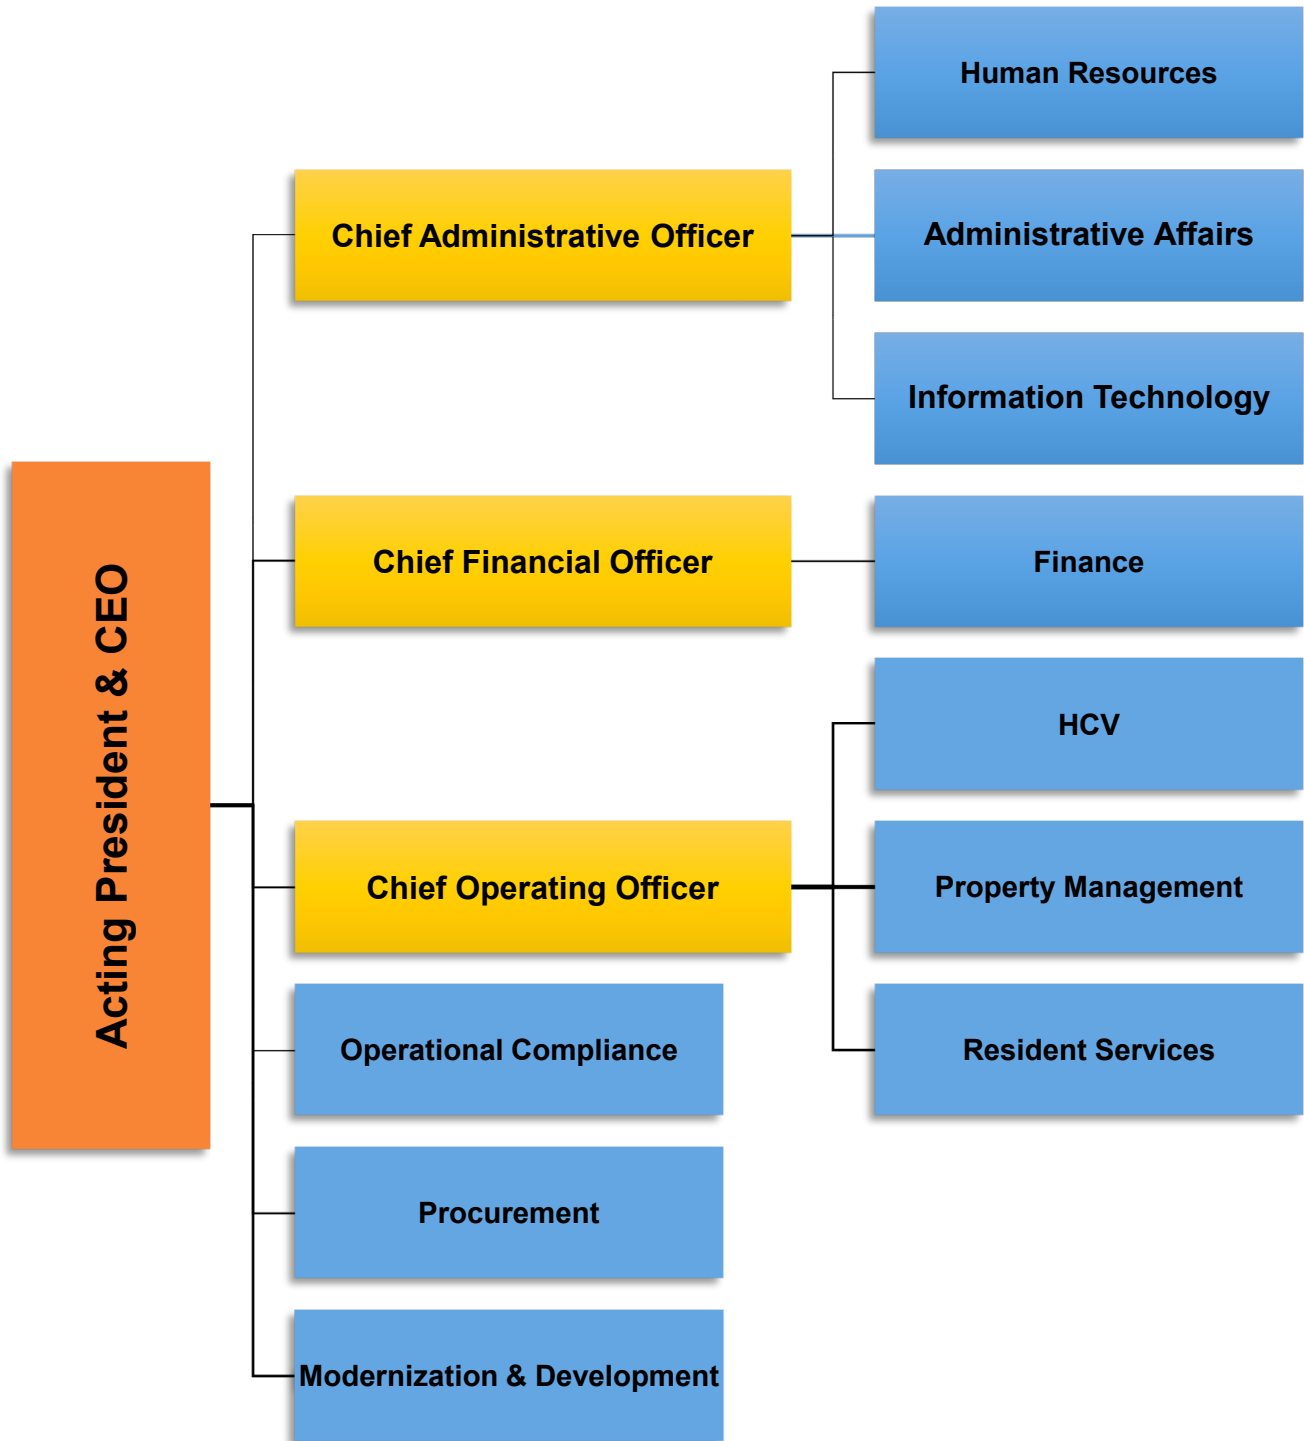 Acting President & CEO
Chief Administrative Officer
Human Resources
Administrative Affairs
Information Technology
Chief Financial Officer
Finance
Chief Operating Officer
HCV
Property Management
Resident Services
Operational Compliance
Procurement
Modernization & Development